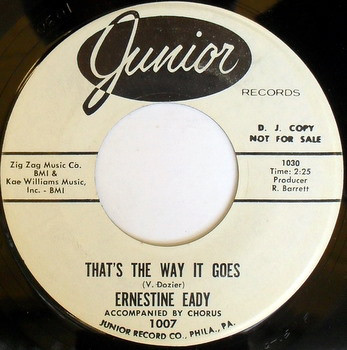 Junior
RECORDS
D. J. COPY
NOT FOR SALE
Zig Zag Music Co.
BMI &
Kae Williams Music,
Inc. - BMI
1030
Time: 2:25
Producer
R. Barrett
THAT'S THE WAY IT GOES
(V. Dozier)
ERNESTINE EADY
ACCOMPANIED BY CHORUS
1007
JUNIOR RECORD CO., PHILA., PA.